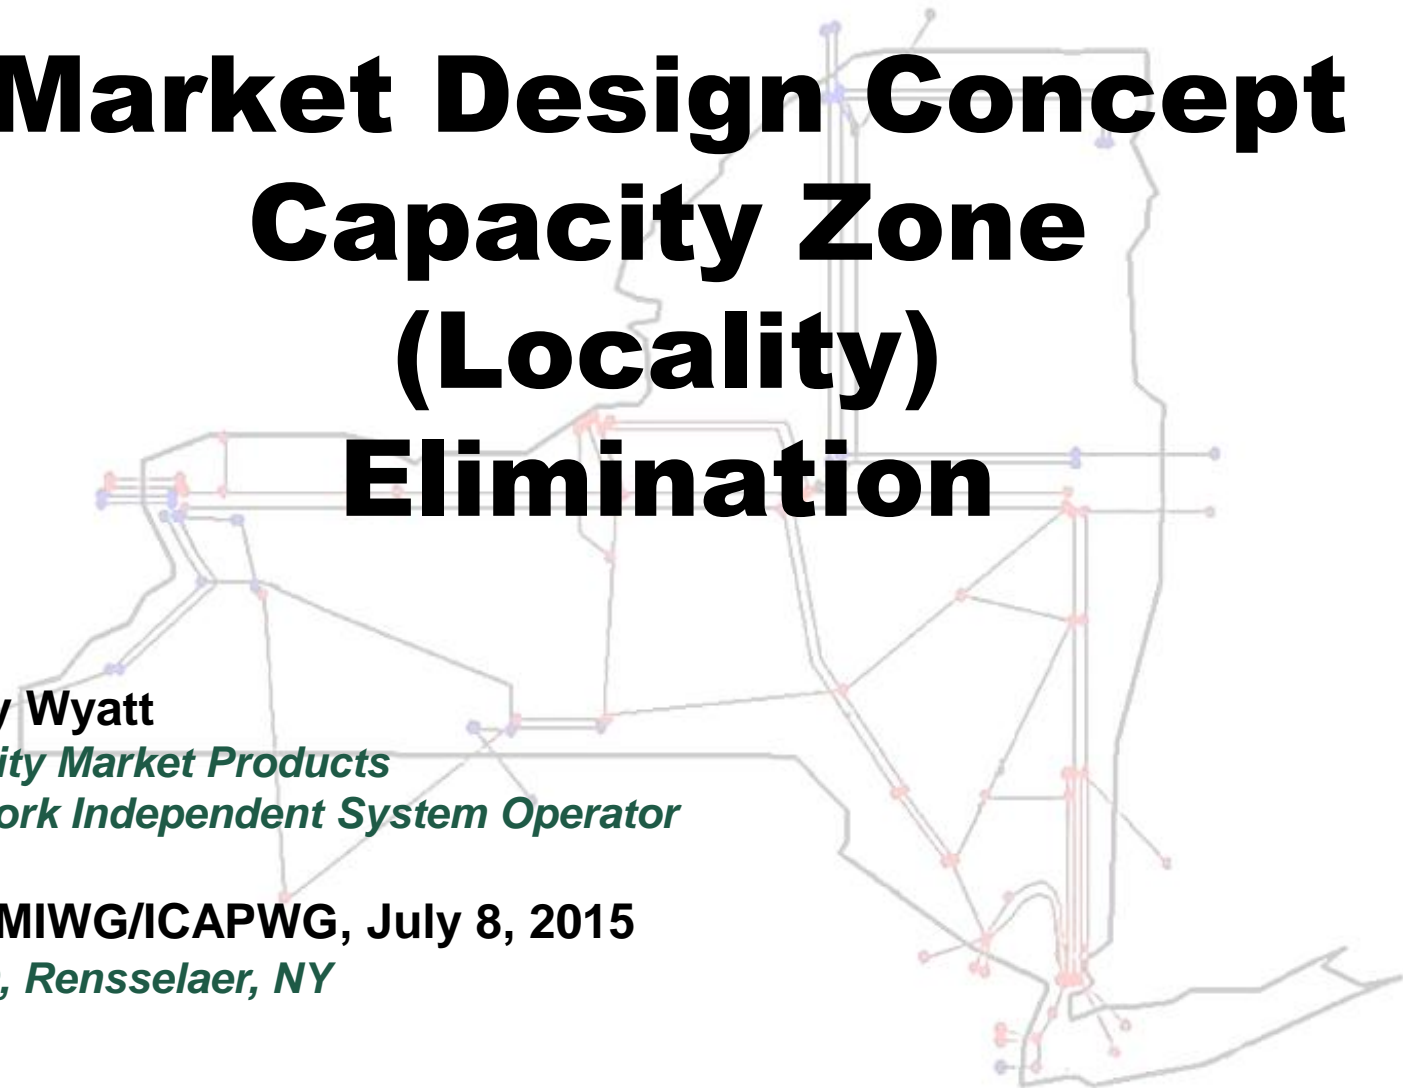 Market Design Concept
Capacity Zone
(Locality)
Elimination
y Wyatt
ity Market Products
ork Independent System Operator
MIWG/ICAPWG, July 8, 2015
, Rensselaer, NY